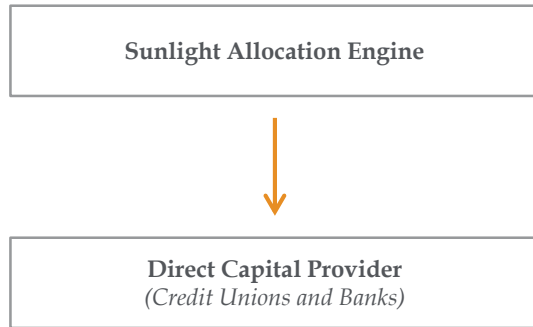 Sunlight Allocation Engine
Direct Capital Provider
(Credit Unions and Banks)